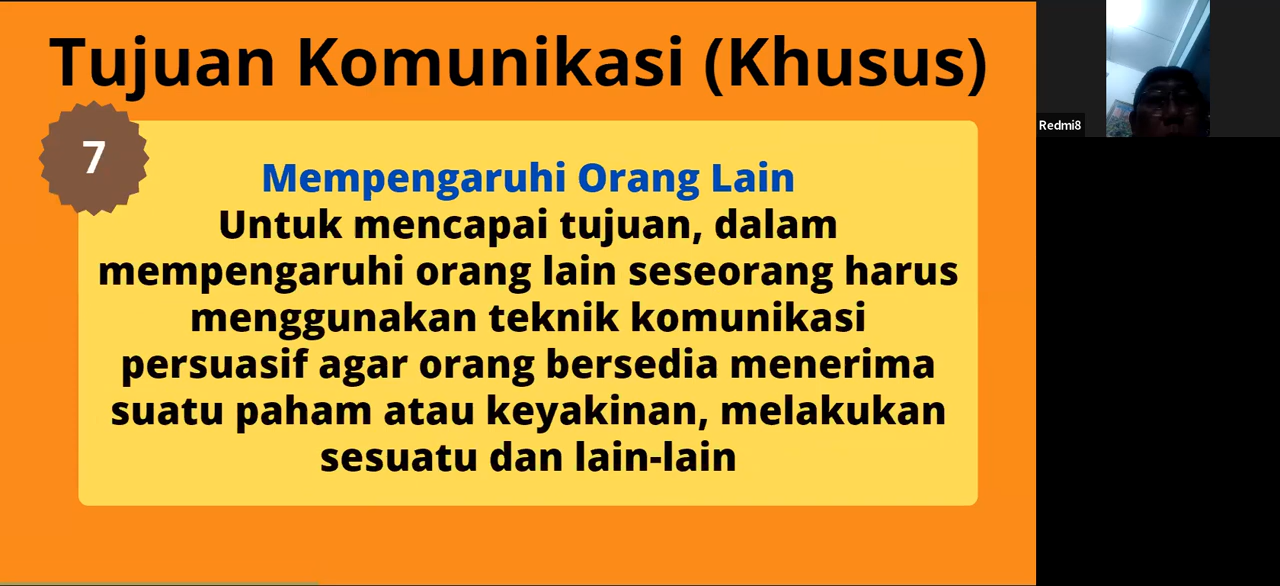 Tujuan Komunikasi (Khusus)
7
Mempengaruhi Orang Lain
Untuk mencapai tujuan, dalam
mempengaruhi orang lain seseorang harus
menggunakan teknik komunikasi
persuasif agar orang bersedia menerima
suatu paham atau keyakinan, melakukan
sesuatu dan lain-lain
Redmi8